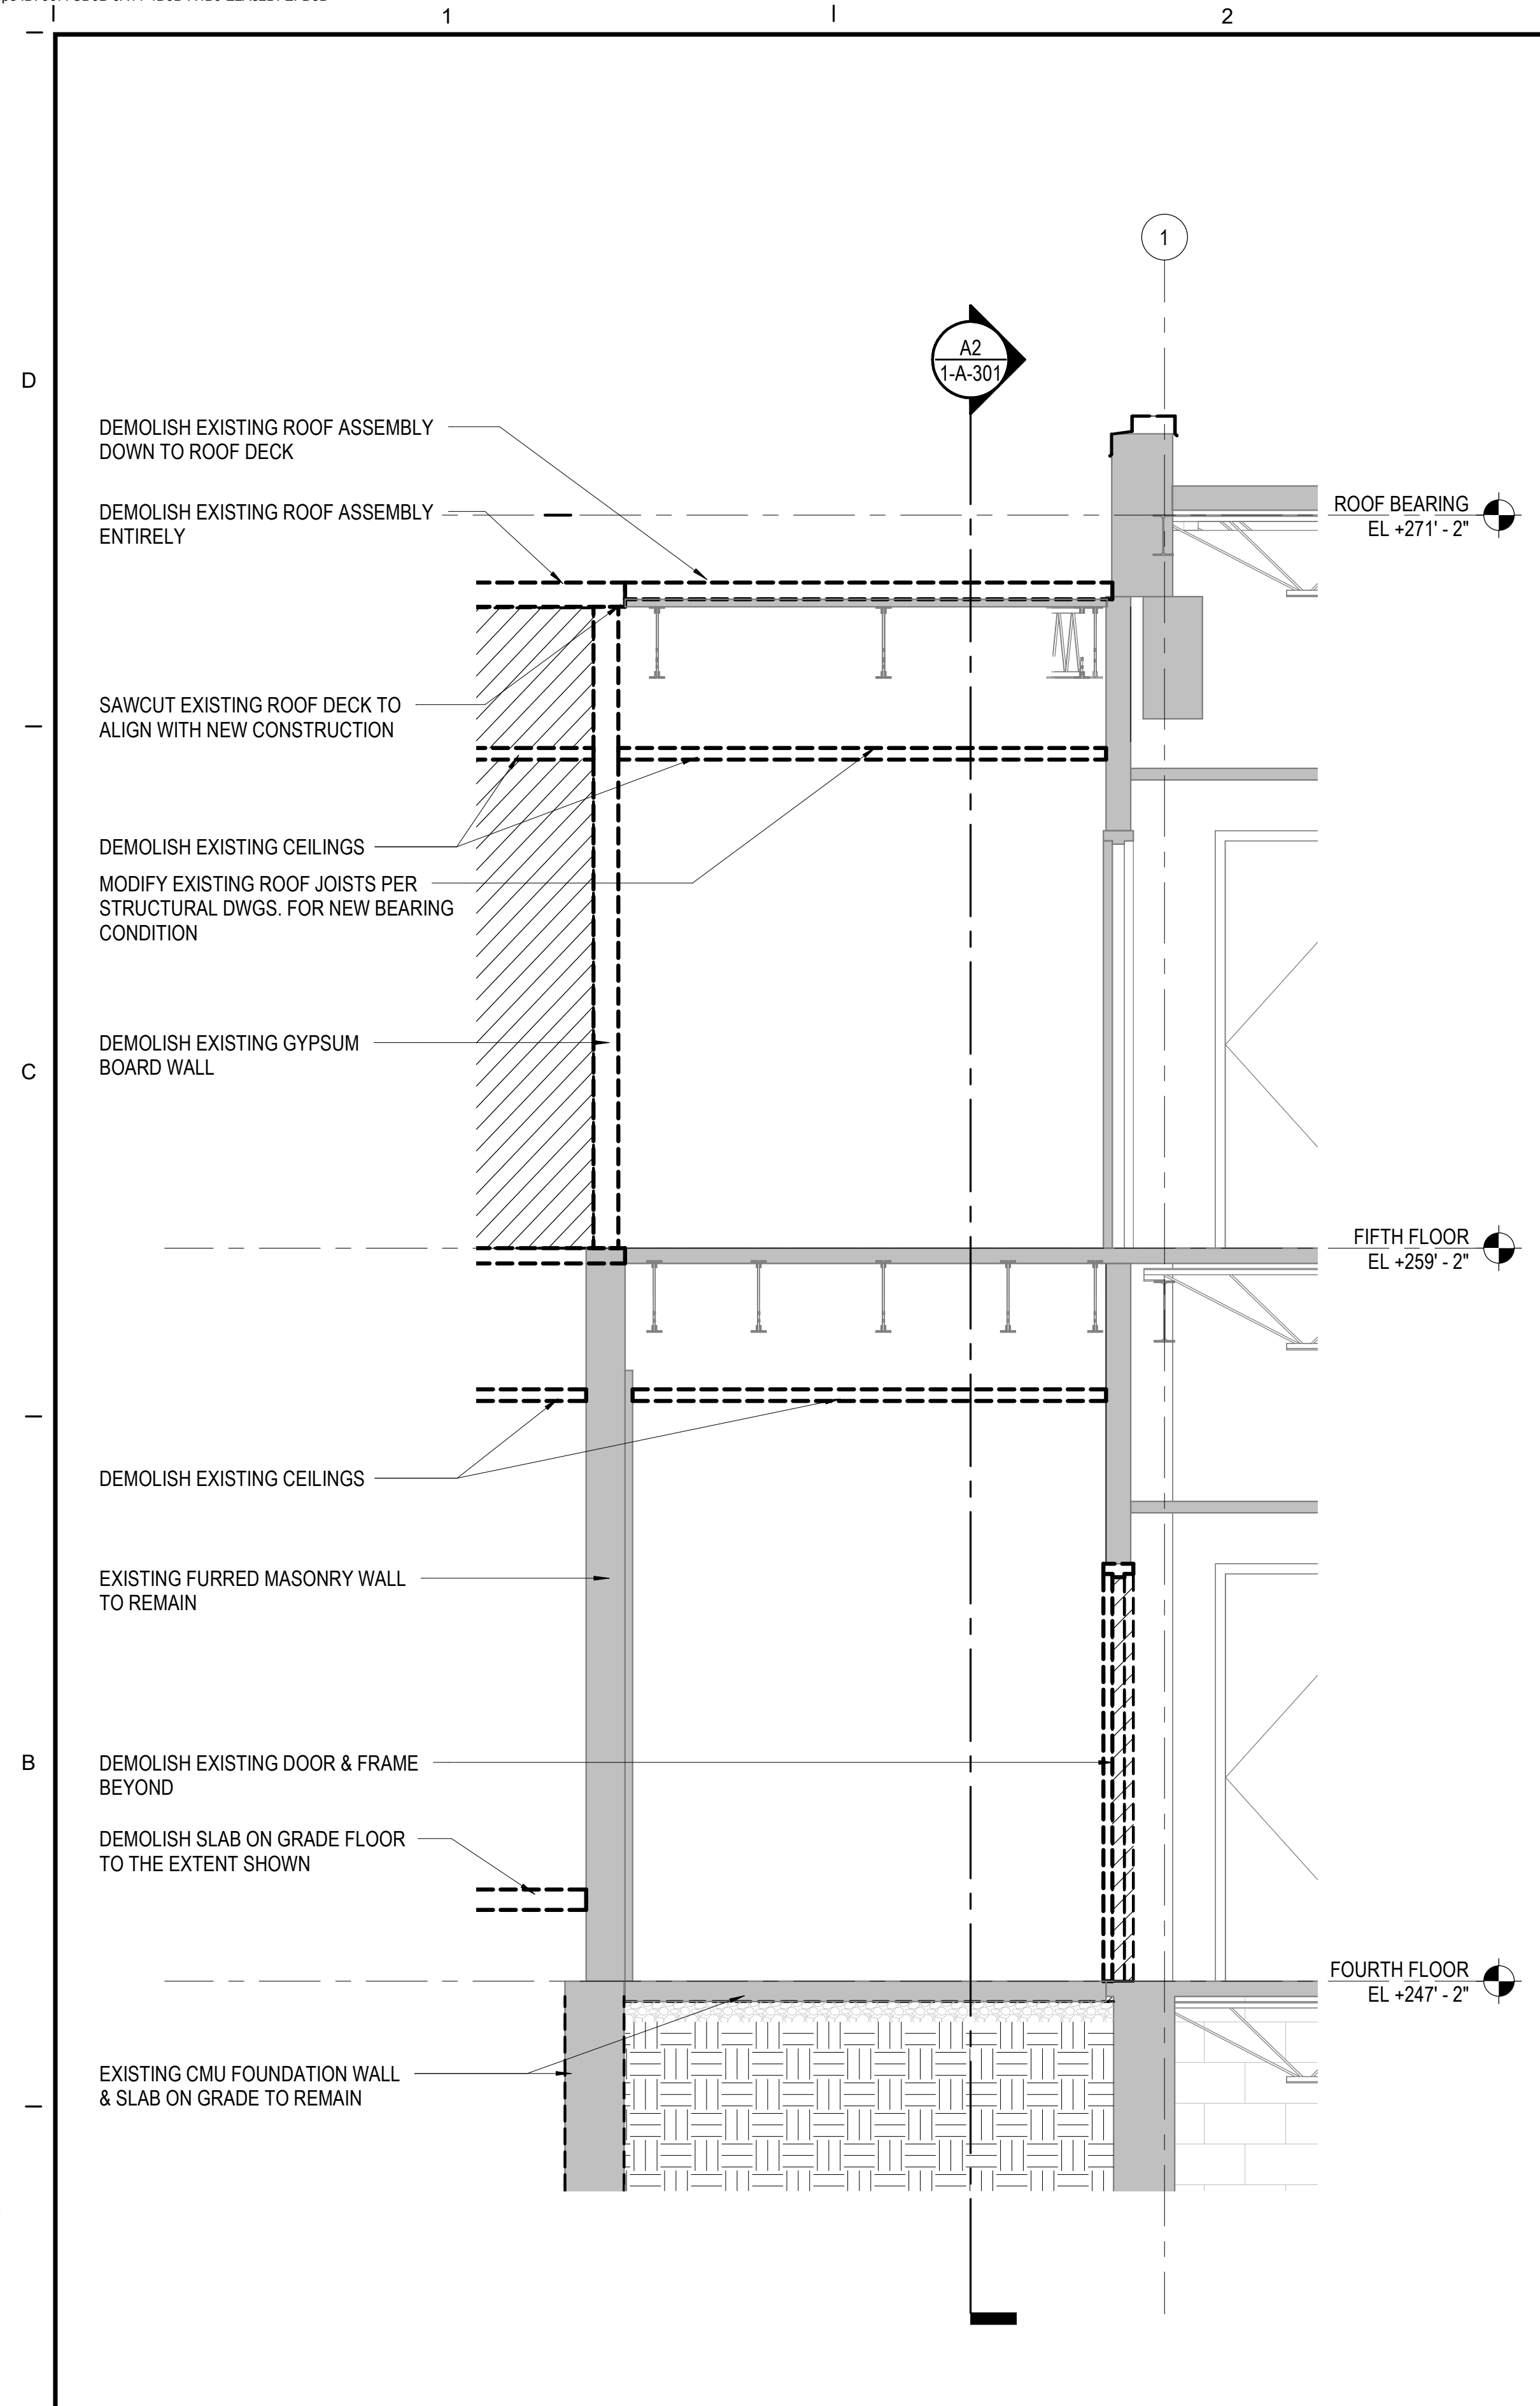 1
2
1
A2
1-A-301
D
DEMOLISH EXISTING ROOF ASSEMBLY
DOWN TO ROOF DECK
DEMOLISH EXISTING ROOF ASSEMBLY
ENTIRELY
ROOF BEARING
EL +271' - 2"
SAWCUT EXISTING ROOF DECK TO
ALIGN WITH NEW CONSTRUCTION
DEMOLISH EXISTING CEILINGS
MODIFY EXISTING ROOF JOISTS PER
STRUCTURAL DWGS. FOR NEW BEARING
CONDITION
DEMOLISH EXISTING GYPSUM
BOARD WALL
C
FIFTH FLOOR
EL +259' - 2"
DEMOLISH EXISTING CEILINGS
EXISTING FURRED MASONRY WALL
TO REMAIN
B
DEMOLISH EXISTING DOOR & FRAME
BEYOND
DEMOLISH SLAB ON GRADE FLOOR
TO THE EXTENT SHOWN
FOURTH FLOOR
EL +247' - 2"
EXISTING CMU FOUNDATION WALL
& SLAB ON GRADE TO REMAIN